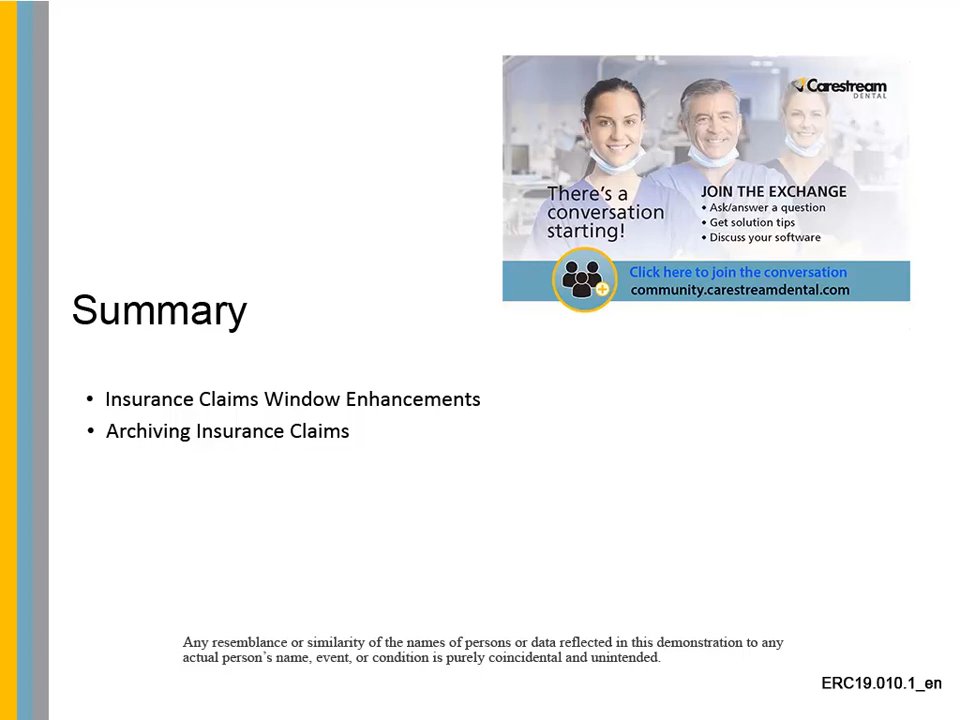 Carestream
DENTAL
There's a
conversation
starting!
JOIN THE EXCHANGE
• Ask/answer a question
• Get solution tips
• Discuss your software
Click here to join the conversation
community.carestreamdental.com
Summary
• Insurance Claims Window Enhancements
• Archiving Insurance Claims
Any resemblance or similarity of the names of persons or data reflected in this demonstration to any
actual person's name, event, or condition is purely coincidental and unintended.
ERC19.010.1_en